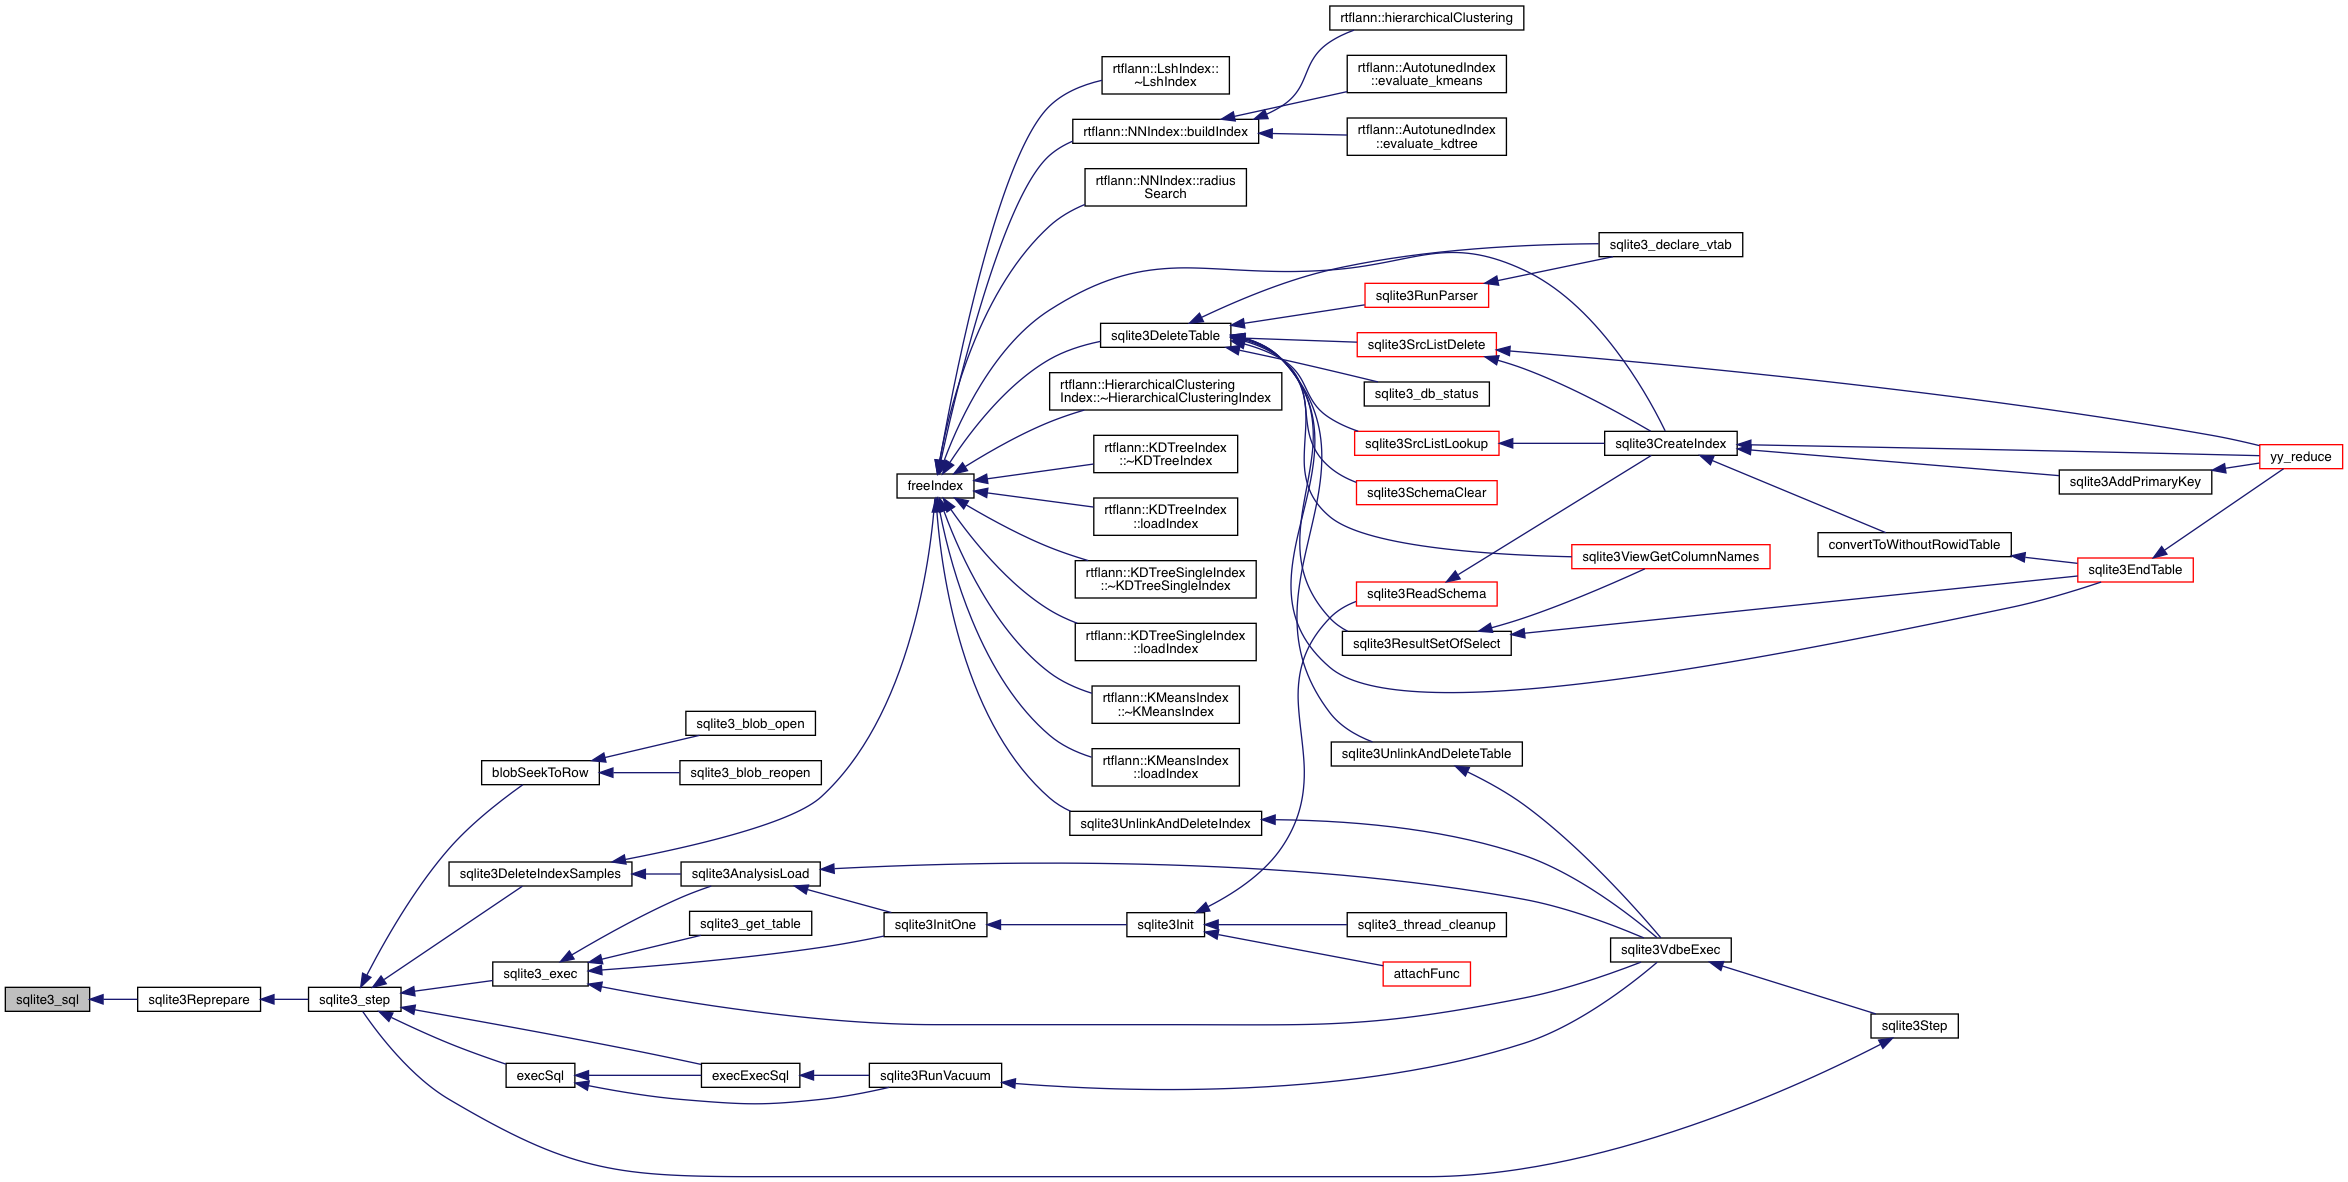 rtflann::hierarchicalClustering
rtflann::LshIndex::
~LshIndex
rtflann::AutotunedIndex
::evaluate_kmeans
rtflann::NNIndex::buildIndex
rtflann::AutotunedIndex
::evaluate_kdtree
rtflann::NNIndex::radius
Search
sqlite3_declare_vtab
sqlite3RunParser
sqlite3DeleteTable
sqlite3SrcListDelete
rtflann::HierarchicalClustering
Index::~HierarchicalClusteringIndex
sqlite3_db_status
rtflann::KDTreeIndex
::~KDTreeIndex
sqlite3SrcListLookup
sqlite3CreateIndex
yy_reduce
freeIndex
sqlite3SchemaClear
sqlite3AddPrimaryKey
rtflann::KDTreeIndex
::loadIndex
convertToWithoutRowidTable
sqlite3ViewGetColumnNames
sqlite3EndTable
rtflann::KDTreeSingleIndex
::~KDTreeSingleIndex
sqlite3ReadSchema
rtflann::KDTreeSingleIndex
::loadIndex
sqlite3ResultSetOfSelect
rtflann::KMeansIndex
::~KMeansIndex
sqlite3_blob_open
rtflann::KMeansIndex
::loadIndex
sqlite3UnlinkAndDeleteTable
blobSeekToRow
sqlite3_blob_reopen
sqlite3UnlinkAndDeleteIndex
sqlite3DeleteIndexSamples
sqlite3AnalysisLoad
sqlite3_get_table
sqlite3InitOne
sqlite3Init
sqlite3_thread_cleanup
sqlite3VdbeExec
sqlite3_exec
attachFunc
sqlite3_sql
sqlite3Reprepare
sqlite3_step
sqlite3Step
execSql
execExecSql
sqlite3RunVacuum